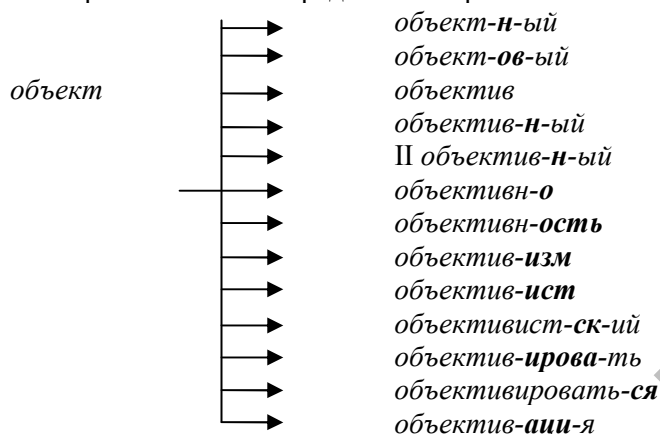 объект-н-ый
объект-ов-ый
объект
объектив
объектив-н-ый
II объектив-н-ый
объективн-о
объективн-ость
объектив-изм
объектив-ист
объективист-ск-ий
объектив-ирова-ть
объективировать-ся
объектив-аци-я